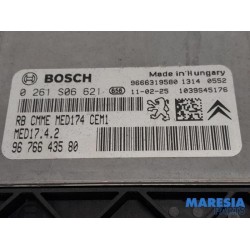 BOSCH
Made in Hungary
9666319580 1314 0552
0 261 S06 621 656 11-02-25 1039S45176
RB CMME MED174 CEM1
MED17.4.2
96 766 435 80
MARESIA